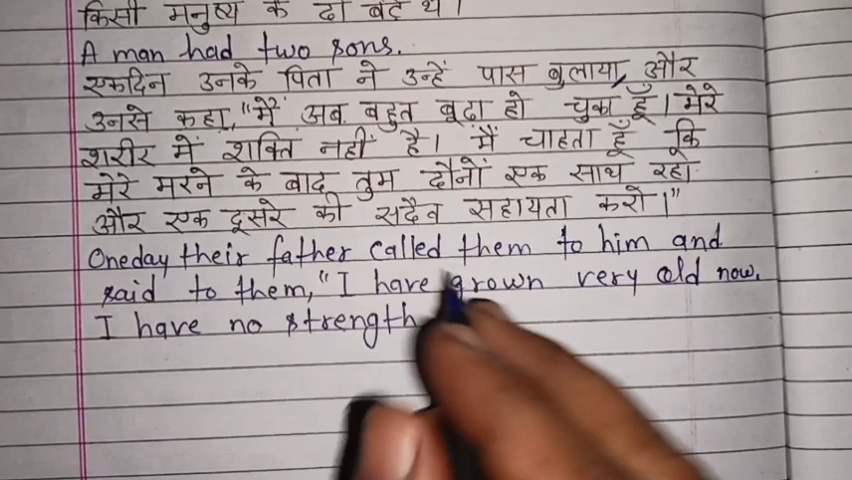 किसी मनुष्य के दो बेटे थे।
A man had two sons.
एकदिन उनके पिता ने उन्हें पास बुलाया, और
उनसे कहा, "मैं अब बहुत बूढा हो चुका हूँ। मेरे
शरीर में शक्ति नहीं है। मैं चाहता हूँ कि
मेरे मरने के बाद तुम दौनों एक साथ रहो
और एक दूसरे की सदैव सहायता करो।"
Oneday their father called them to him and
said to them, "I have grown very old now.
I have no strength